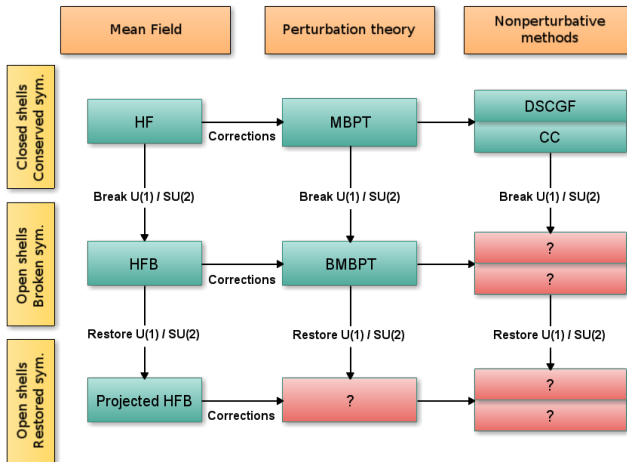 Mean Field
Perturbation theory
Nonperturbative
methods
Closed shells
Conserved sym.
HF
Corrections
MBPT
DSCGF
CC
Break U(1) / SU(2)
Break U(1) / SU(2)
Break U(1) / SU(2)
Open shells
Broken sym.
HFB
Corrections
BMBPT
?
?
Restore U(1) / SU(2)
Restore U(1) / SU(2)
Restore U(1) / SU(2)
Open shells
Restored sym.
Projected HFB
Corrections
?
?
?